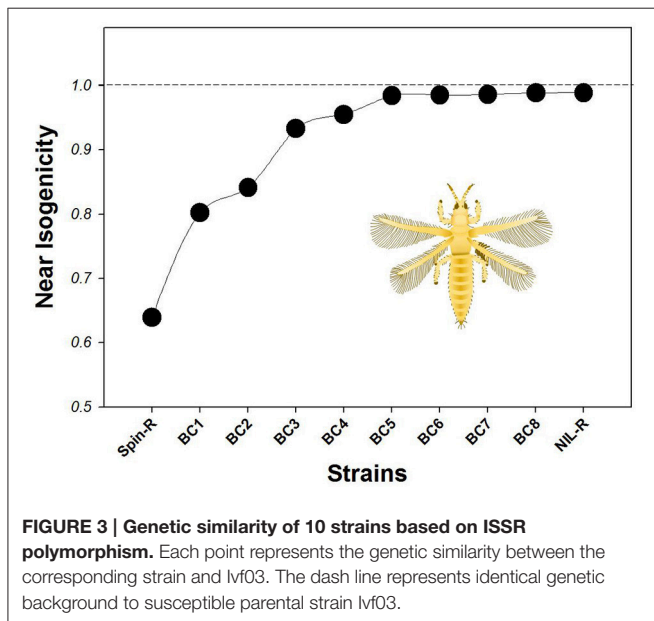 Near Isogenicity
1.0
0.9
0.8
0.7
0.6
0.5
Spin-R
BC1
BC2
BC3
BC4
BC5
BC6
BC7
BC8
NIL-R
Strains
FIGURE 3 | Genetic similarity of 10 strains based on ISSR
polymorphism. Each point represents the genetic similarity between the
corresponding strain and Ivf03. The dash line represents identical genetic
background to susceptible parental strain Ivf03.